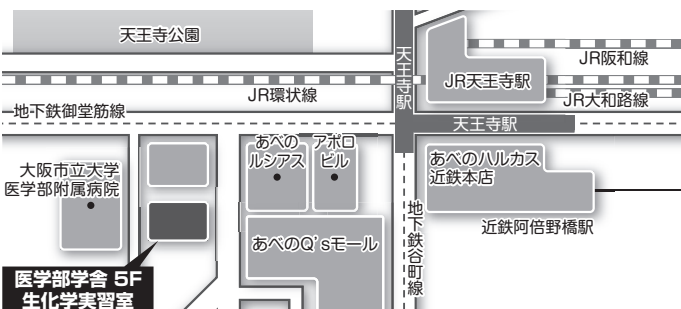 天王寺公園
JR阪和線
天王寺駅
JR天王寺駅
JR環状線
JR大和路線
地下鉄御堂筋線
天王寺駅
あべの
ルシアス
アポロ
ビル
大阪市立大学
医学部附属病院
あべのハルカス
近鉄本店
地下鉄谷町線
近鉄阿倍野橋駅
あべのQ'sモール
医学部学舎 5F
生化学実習室